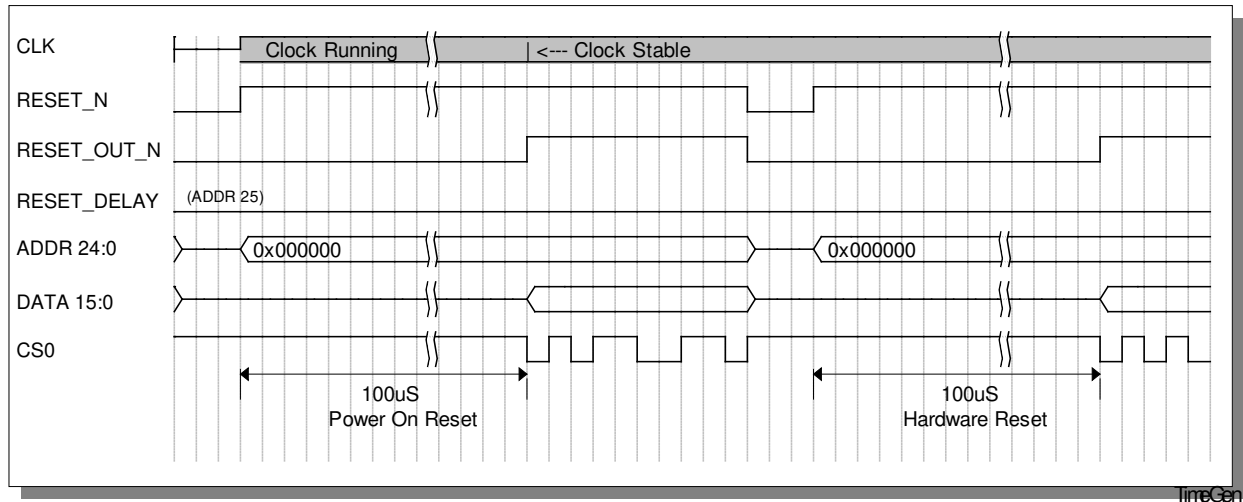 CLK
Clock Running
| <--- Clock Stable
RESET_N
RESET_OUT_N
RESET_DELAY
(ADDR 25)
ADDR 24:0
0x000000
0x000000
DATA 15:0
CS0
100uS
Power On Reset
100uS
Hardware Reset
TimeGen